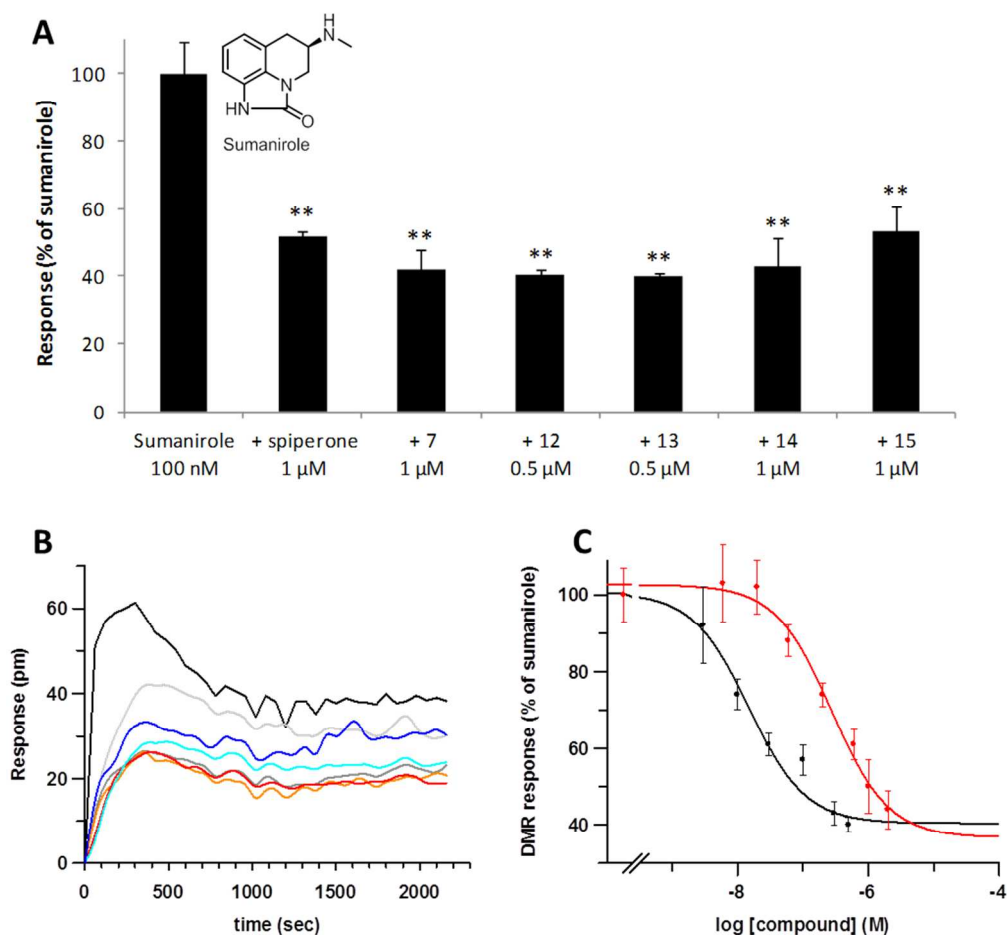 A
Response (% of sumanirole)
100
80
60
40
20
0
H
N
N
HN
O
Sumanirole
**
**
**
**
**
**
Sumanirole + spiperone + 7 + 12 + 13 + 14 + 15
100 nM 1 µM 1 µM 0.5 µM 0.5 µM 1 µM 1 µM
B
Response (pm)
60
40
20
0
0 500 1000 1500 2000
time (sec)
C
DMR response (% of sumanirole)
100
80
60
40
-8 -6 -4
log [compound] (M)